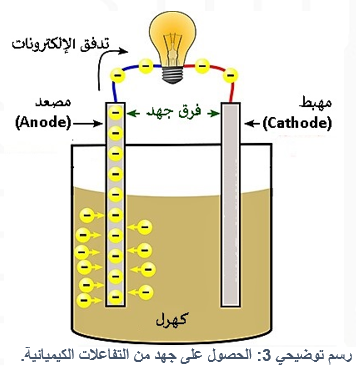 تدفق الإلكترونات
مصعد
(Anode)
فرق جهد
مهبط
(Cathode)
كهرل
رسم توضيحي 3: الحصول على جهد من التفاعلات الكيميائية.